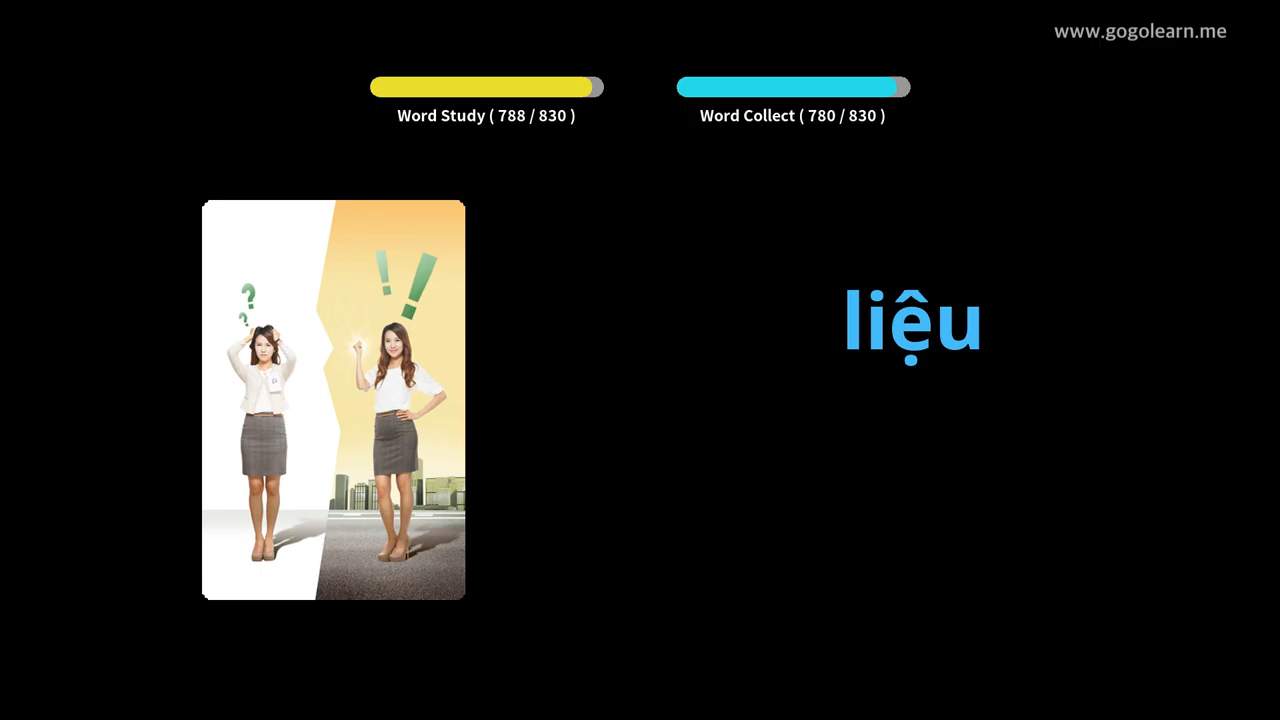 www.gogolearn.me
Word Study ( 788 / 830 )
Word Collect ( 780 / 830 )
? ?
! !
liệu